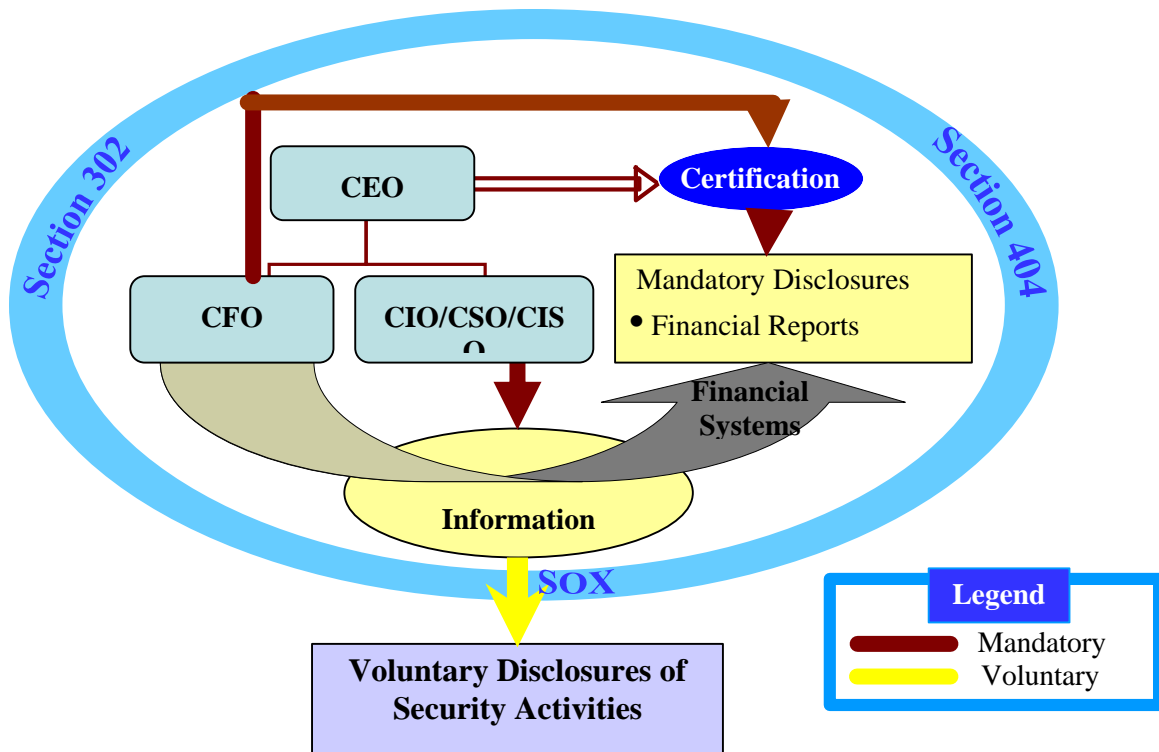 Section 302
Section 404
CEO
Certification
CFO
CIO/CSO/CIS
O
Mandatory Disclosures
• Financial Reports
Financial
Systems
Information
SOX
Voluntary Disclosures of
Security Activities
Legend
Mandatory
Voluntary